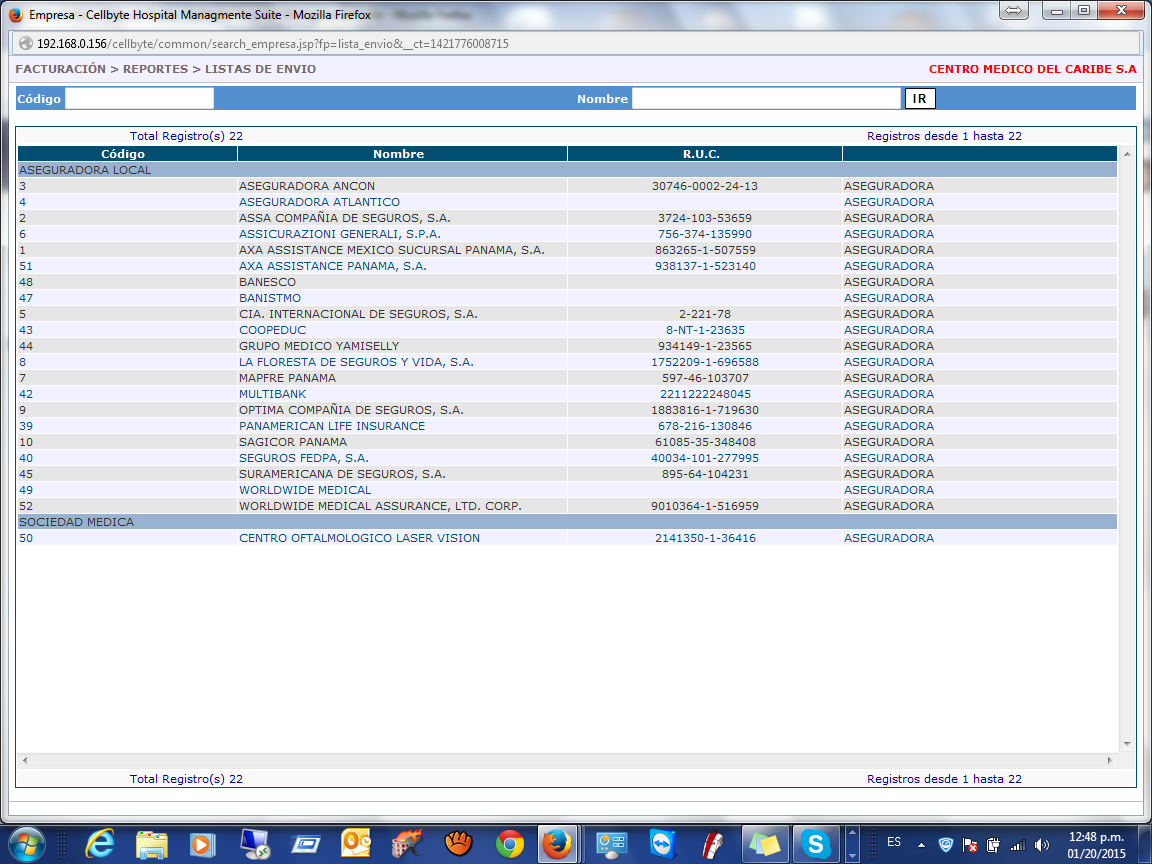 Empresa - Cellbyte Hospital Managmente Suite - Mozilla Firefox
192.168.0.156/cellbyte/common/search_empresa.jsp?fp=lista_envio&__ct=1421776008715
FACTURACIÓN > REPORTES > LISTAS DE ENVIO CENTRO MEDICO DEL CARIBE S.A
Código Nombre IR
Total Registro(s) 22 Registros desde 1 hasta 22
Código Nombre R.U.C.
ASEGURADORA LOCAL
3 ASEGURADORA ANCON 30746-0002-24-13 ASEGURADORA
4 ASEGURADORA ATLANTICO ASEGURADORA
2 ASSA COMPAÑIA DE SEGUROS, S.A. 3724-103-53659 ASEGURADORA
6 ASSICURAZIONI GENERALI, S.P.A. 756-374-135990 ASEGURADORA
1 AXA ASSISTANCE MEXICO SUCURSAL PANAMA, S.A. 863265-1-507559 ASEGURADORA
51 AXA ASSISTANCE PANAMA, S.A. 938137-1-523140 ASEGURADORA
48 BANESCO ASEGURADORA
47 BANISTMO ASEGURADORA
5 CIA. INTERNACIONAL DE SEGUROS, S.A. 2-221-78 ASEGURADORA
43 COOPEDUC 8-NT-1-23635 ASEGURADORA
44 GRUPO MEDICO YAMISELLY 934149-1-23565 ASEGURADORA
8 LA FLORESTA DE SEGUROS Y VIDA, S.A. 1752209-1-696588 ASEGURADORA
7 MAPFRE PANAMA 597-46-103707 ASEGURADORA
42 MULTIBANK 2211222248045 ASEGURADORA
9 OPTIMA COMPAÑIA DE SEGUROS, S.A. 1883816-1-719630 ASEGURADORA
39 PANAMERICAN LIFE INSURANCE 678-216-130846 ASEGURADORA
10 SAGICOR PANAMA 61085-35-348408 ASEGURADORA
40 SEGUROS FEDPA, S.A. 40034-101-277995 ASEGURADORA
45 SURAMERICANA DE SEGUROS, S.A. 895-64-104231 ASEGURADORA
49 WORLDWIDE MEDICAL ASEGURADORA
52 WORLDWIDE MEDICAL ASSURANCE, LTD. CORP. 9010364-1-516959 ASEGURADORA
SOCIEDAD MEDICA
50 CENTRO OFTALMOLOGICO LASER VISION 2141350-1-36416 ASEGURADORA
Total Registro(s) 22 Registros desde 1 hasta 22
ES
12:48 p.m.
01/20/2015